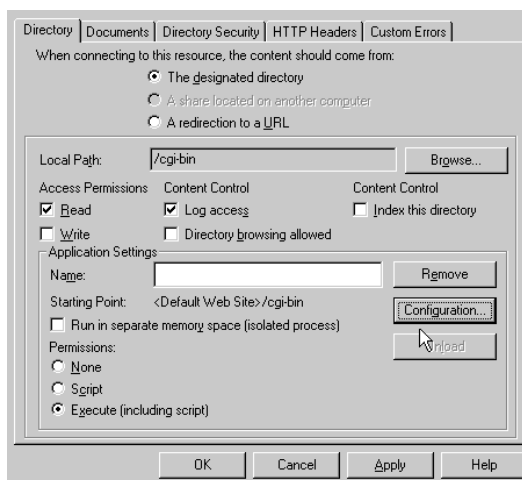 Directory Documents Directory Security HTTP Headers Custom Errors
When connecting to this resource, the content should come from:
The designated directory
A share located on another computer
A redirection to a URL
Local Path: /cgi-bin Browse...
Access Permissions Content Control Content Control
Read Log access Index this directory
Write Directory browsing allowed
Application Settings
Name: Remove
Starting Point: <Default Web Site>/cgi-bin Configuration...
Run in separate memory space (isolated process)
Unload
Permissions:
None
Script
Execute (including script)
OK Cancel Apply Help